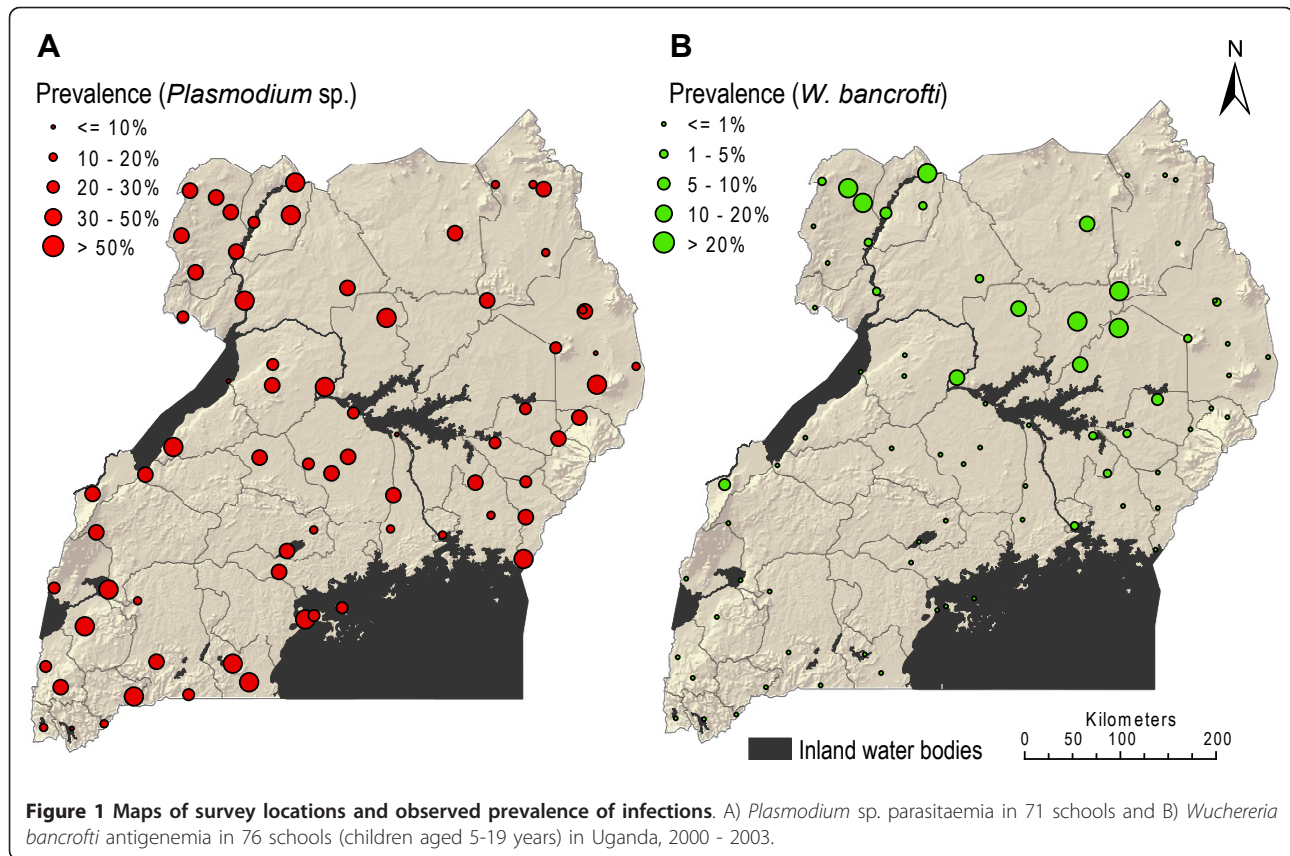 A
Prevalence (Plasmodium sp.)
<= 10%
10 - 20%
20 - 30%
30 - 50%
> 50%
B
Prevalence (W. bancrofti)
<= 1%
1 - 5%
5 - 10%
10 - 20%
> 20%
N
Inland water bodies
Kilometers
0 50 100 200
Figure 1 Maps of survey locations and observed prevalence of infections. A) Plasmodium sp. parasitaemia in 71 schools and B) Wuchereria
bancrofti antigenemia in 76 schools (children aged 5-19 years) in Uganda, 2000 - 2003.